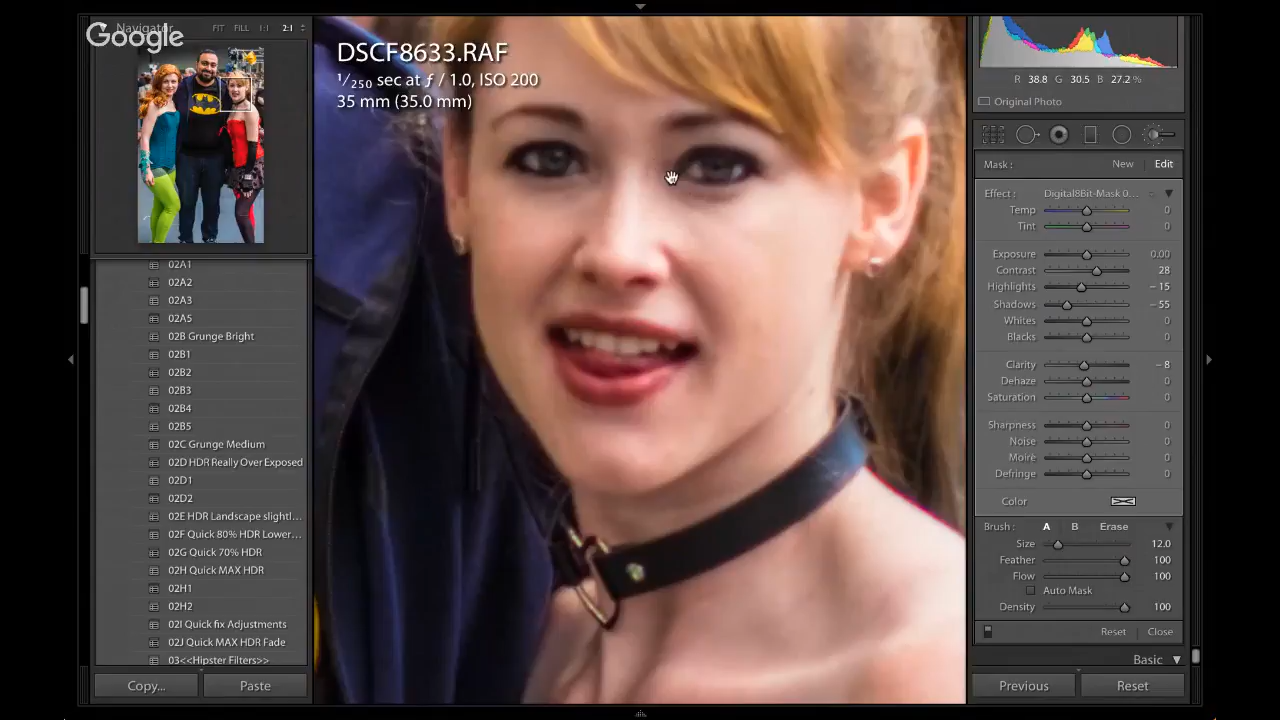 Navigator
FIT FILL 1:1 2:1
Google
DSCF8633.RAF
1/250 sec at ƒ / 1.0, ISO 200
35 mm (35.0 mm)
02A1
02A2
02A3
02A5
02B Grunge Bright
02B1
02B2
02B3
02B4
02B5
02C Grunge Medium
02D HDR Really Over Exposed
02D1
02D2
02E HDR Landscape slightl...
02F Quick 80% HDR Lower...
02G Quick 70% HDR
02H Quick MAX HDR
02H1
02H2
02I Quick fix Adjustments
02J Quick MAX HDR Fade
03<<Hipster Filters>>
Copy... Paste
R 38.8 G 30.5 B 27.2 %
Original Photo
Mask : New Edit
Effect : Digital8Bit-Mask 0...
Temp 0
Tint 0
Exposure 0.00
Contrast 28
Highlights – 15
Shadows – 55
Whites 0
Blacks 0
Clarity – 8
Dehaze 0
Saturation 0
Sharpness 0
Noise 0
Moiré 0
Defringe 0
Color
Brush : A B Erase
Size 12.0
Feather 100
Flow 100
Auto Mask
Density 100
Reset Close
Basic
Previous Reset